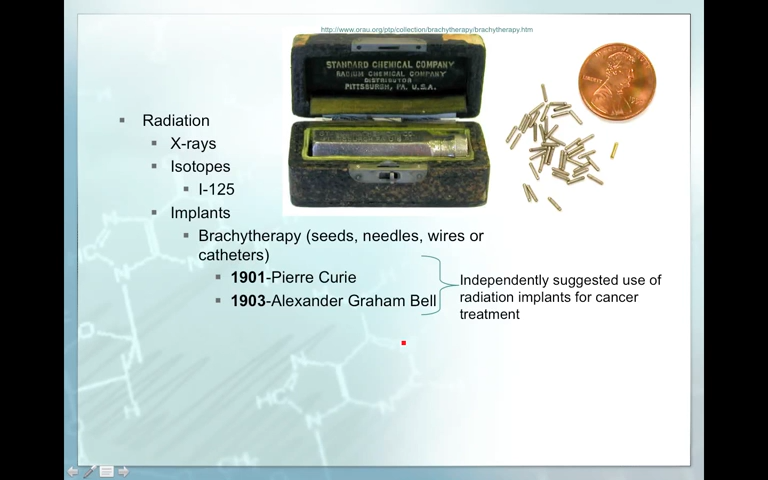 http://www.orau.org/ptp/collection/brachytherapy/brachytherapy.htm
STANDARD CHEMICAL COMPANY
RADIUM CHEMICAL COMPANY
DISTRIBUTOR
PITTSBURGH, PA. U.S.A.
LIBERTY
Radiation
X-rays
Isotopes
I-125
Implants
Brachytherapy (seeds, needles, wires or
catheters)
1901-Pierre Curie
1903-Alexander Graham Bell
Independently suggested use of
radiation implants for cancer
treatment